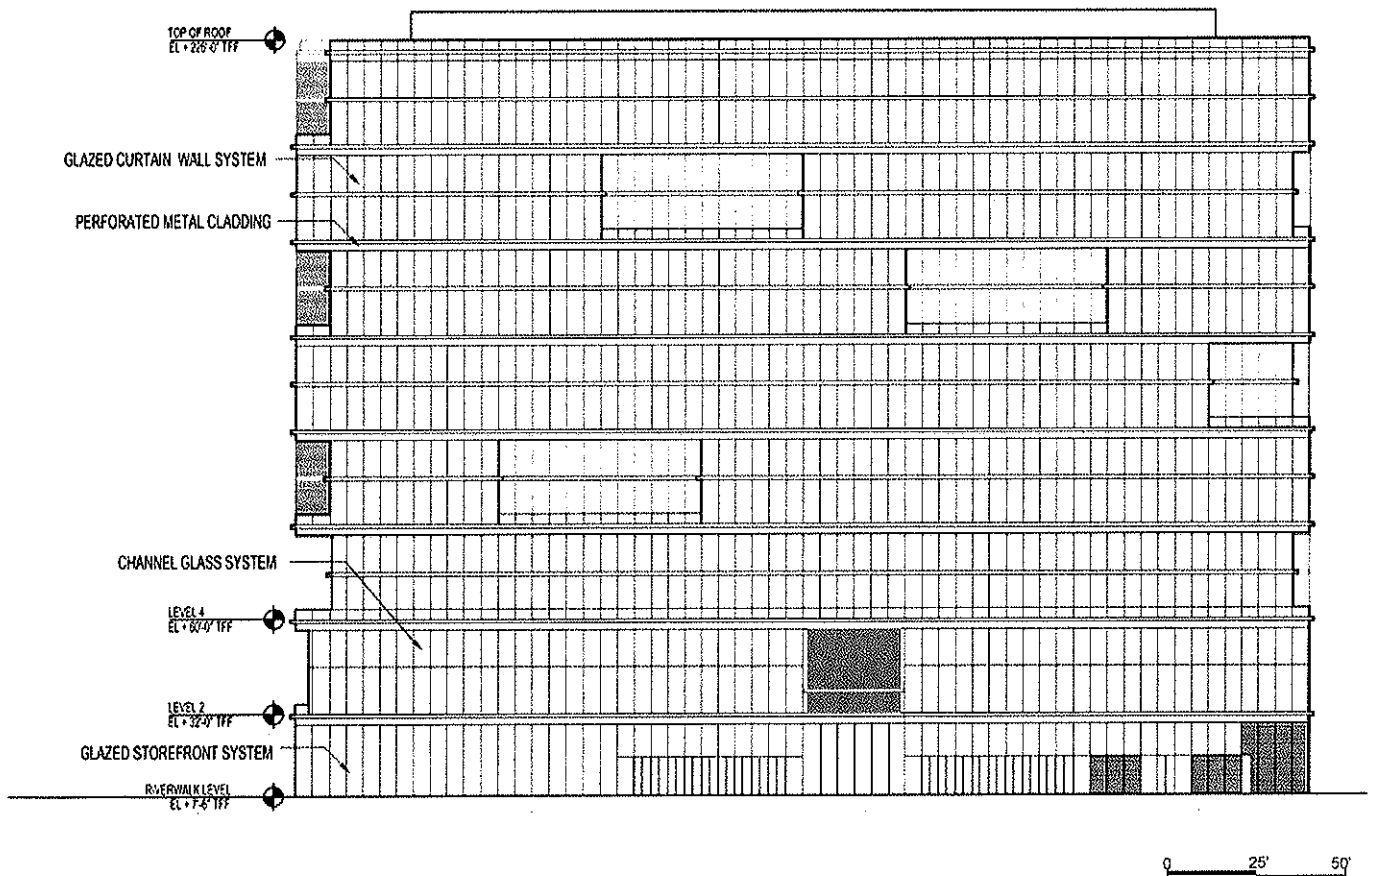 TOP OF ROOF
EL + 226'-0" TFF
GLAZED CURTAIN WALL SYSTEM
PERFORATED METAL CLADDING
CHANNEL GLASS SYSTEM
LEVEL 4
EL + 60'-0" TFF
LEVEL 2
EL + 32'-0" TFF
GLAZED STOREFRONT SYSTEM
RIVERWALK LEVEL
EL + 7'-6" TFF
0 25' 50'